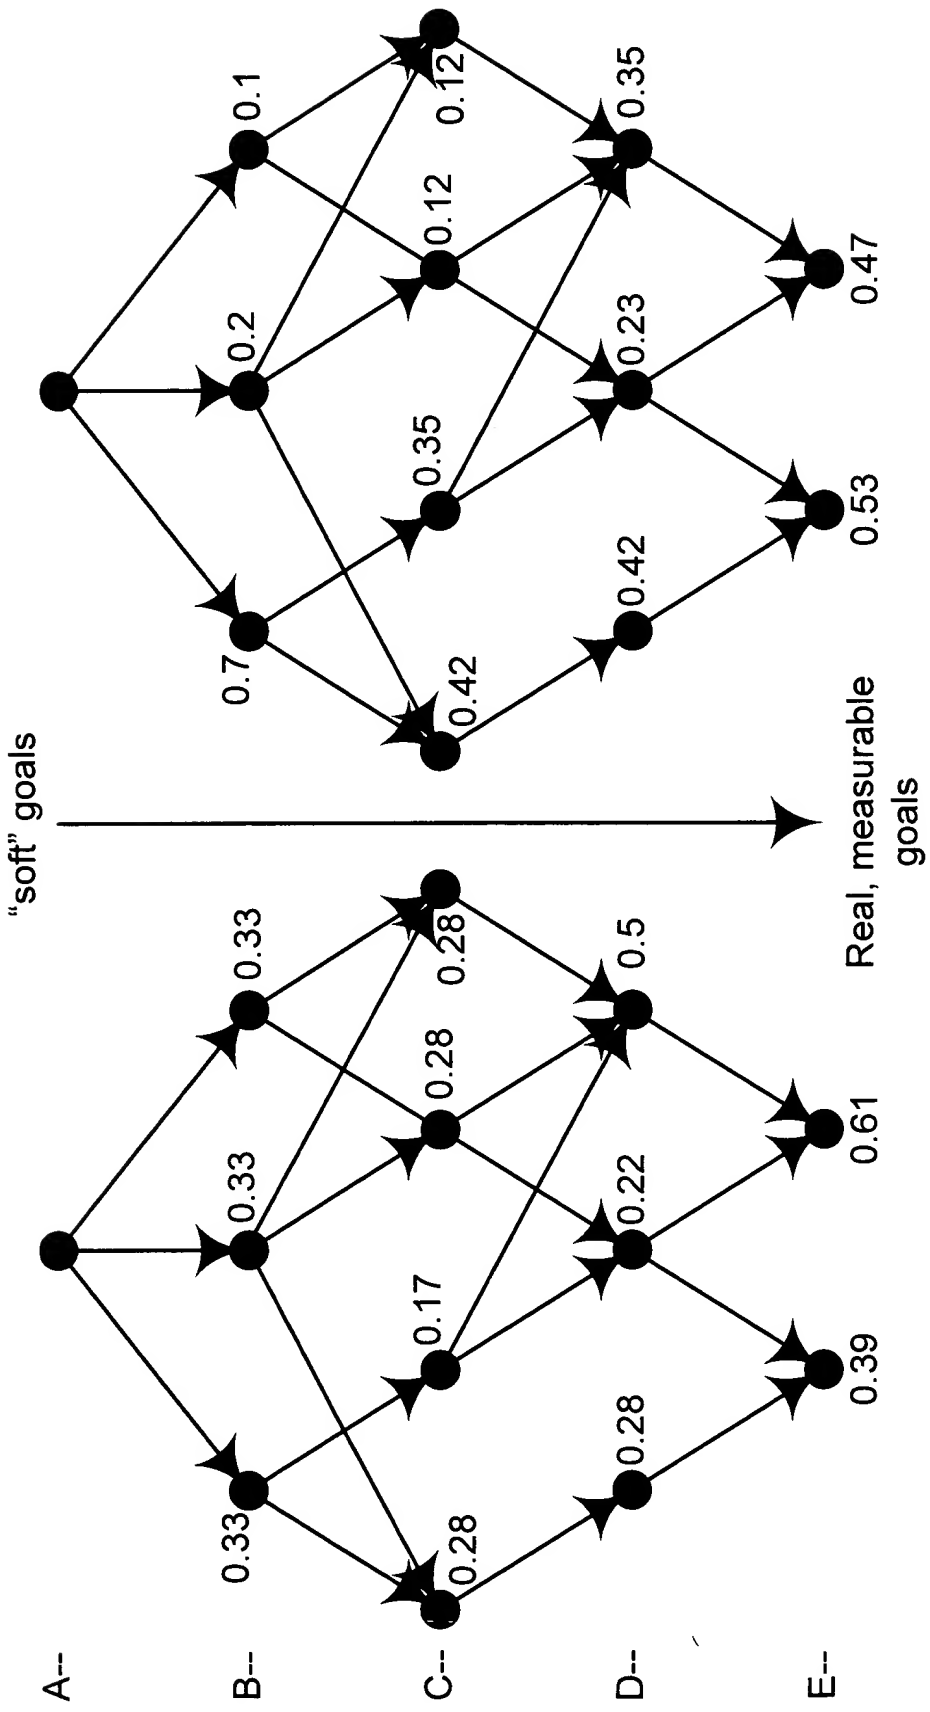 "soft" goals
A--
B-- 0.33 0.33 0.33 0.7 0.2 0.1
C-- 0.28 0.17 0.28 0.28 0.42 0.35 0.12 0.12
D-- 0.28 0.22 0.5 0.42 0.23 0.35
E-- 0.39 0.61 0.53 0.47
Real, measurable
goals